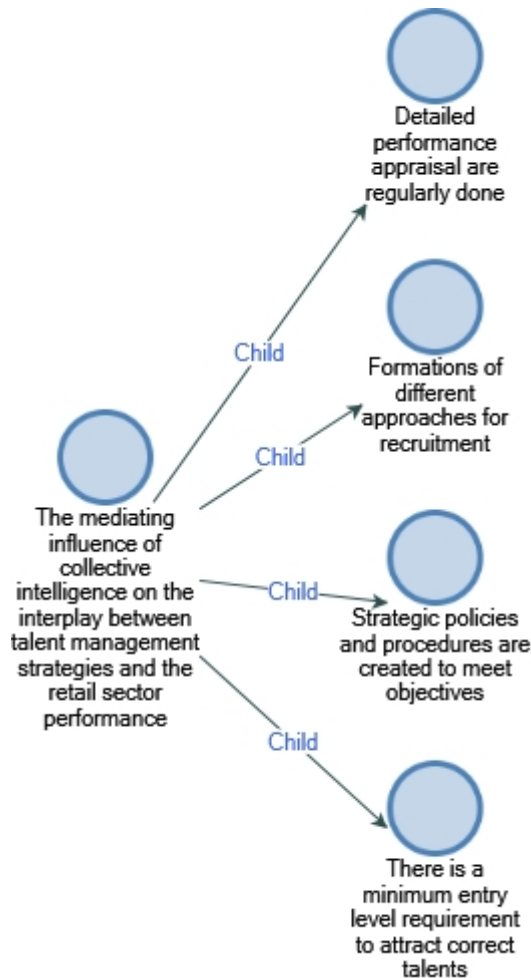 Detailed
performance
appraisal are
regularly done
Child
Formations of
different
approaches for
recruitment
Child
The mediating
influence of
collective
intelligence on the
interplay between
talent management
strategies and the
retail sector
performance
Child
Strategic policies
and procedures are
created to meet
objectives
Child
There is a
minimum entry
level requirement
to attract correct
talents